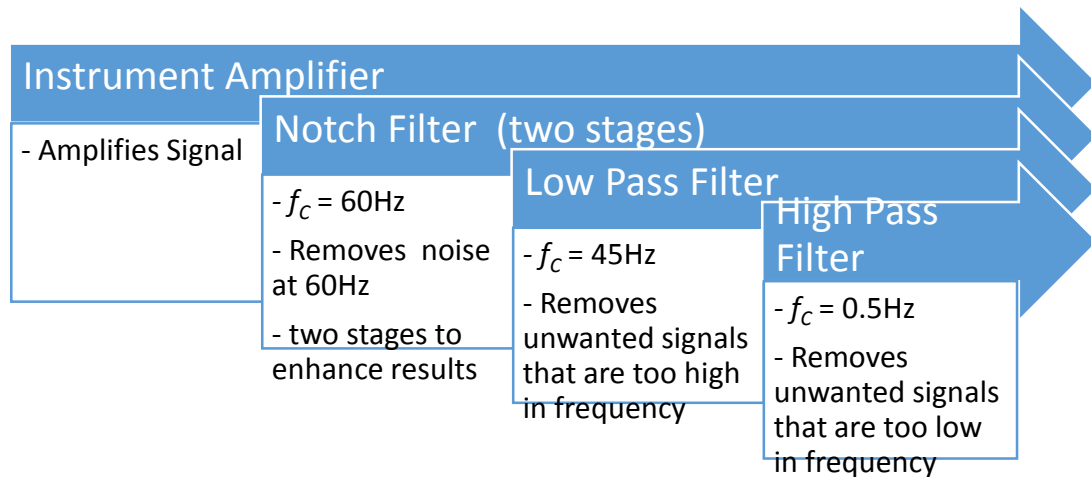 Instrument Amplifier
- Amplifies Signal
Notch Filter (two stages)
- fC = 60Hz
- Removes noise
at 60Hz
- two stages to
enhance results
Low Pass Filter
- fC = 45Hz
- Removes
unwanted signals
that are too high
in frequency
High Pass
Filter
- fC = 0.5Hz
- Removes
unwanted signals
that are too low
in frequency